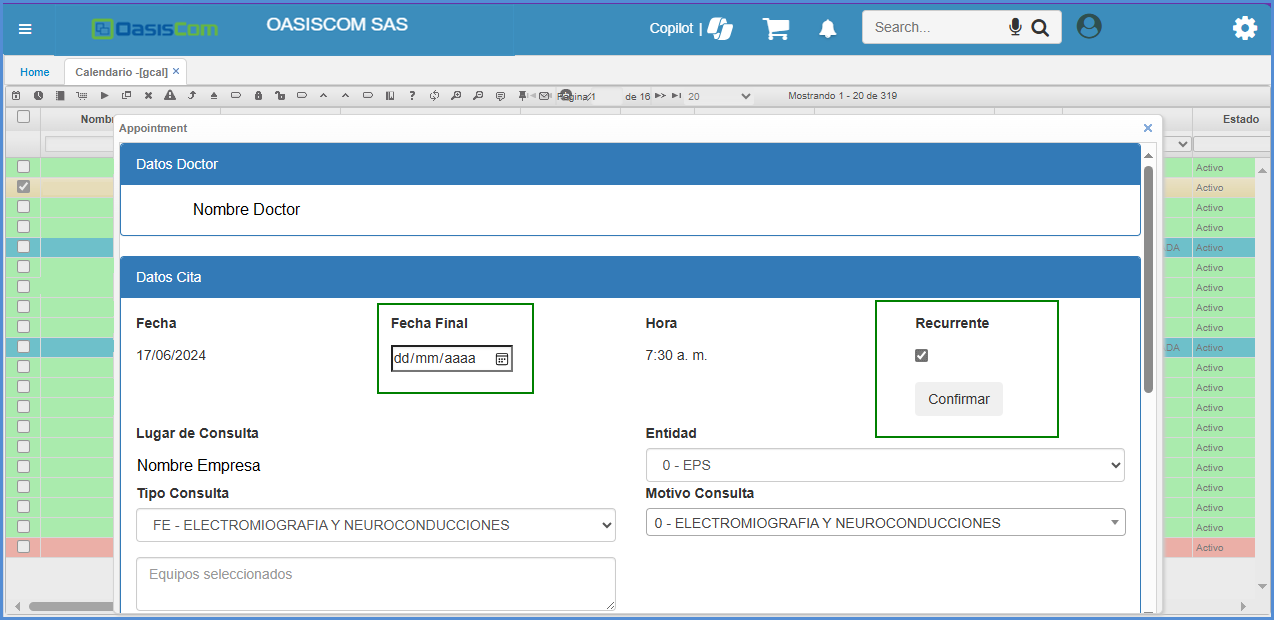 OasisCom
OASISCOM SAS
Copilot |
Search...
Home
Calendario -[gcal] ×
Página 1 de 16
20
Mostrando 1 - 20 de 319
Estado
Appointment
Datos Doctor
Nombre Doctor
Datos Cita
Fecha
Fecha Final
Hora
Recurrente
17/06/2024
dd/mm/aaaa
7:30 a. m.
Confirmar
Lugar de Consulta
Entidad
Nombre Empresa
0 - EPS
Tipo Consulta
Motivo Consulta
FE - ELECTROMIOGRAFIA Y NEUROCONDUCCIONES
0 - ELECTROMIOGRAFIA Y NEUROCONDUCCIONES
Equipos seleccionados
Activo
Activo
Activo
Activo
DA Activo
Activo
Activo
Activo
Activo
DA Activo
Activo
Activo
Activo
Activo
Activo
Activo
Activo
Activo
Activo
Activo